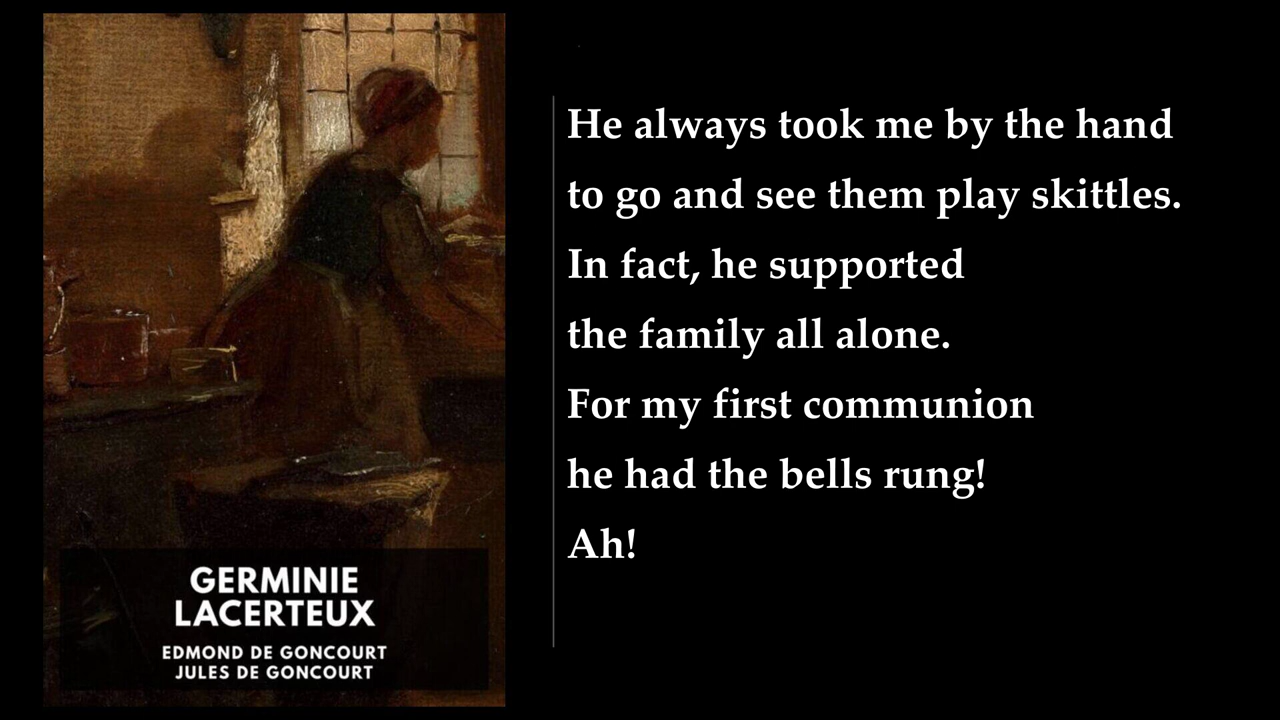 He always took me by the hand
to go and see them play skittles.
In fact, he supported
the family all alone.
For my first communion
he had the bells rung!
Ah!
GERMINIE
LACERTEUX
EDMOND DE GONCOURT
JULES DE GONCOURT